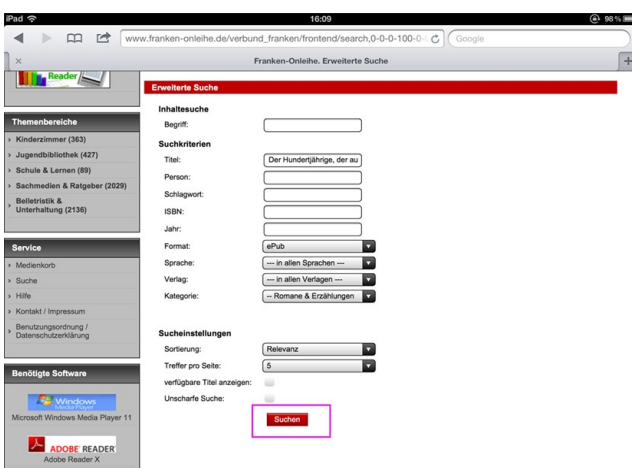 iPad
16:09
98 %
www.franken-onleihe.de/verbund_franken/frontend/search,0-0-0-100-0-
Google
Franken-Onleihe. Erweiterte Suche
Reader
Themenbereiche
Kinderzimmer (363)
Jugendbibliothek (427)
Schule & Lernen (89)
Sachmedien & Ratgeber (2029)
Belletristik &
Unterhaltung (2136)
Service
Medienkorb
Suche
Hilfe
Kontakt / Impressum
Benutzungsordnung /
Datenschutzerklärung
Benötigte Software
Windows
MediaPlayer
Microsoft Windows Media Player 11
ADOBE READER
Adobe Reader X
Erweiterte Suche
Inhaltesuche
Begriff:
Suchkriterien
Titel: Der Hundertjährige, der au
Person:
Schlagwort:
ISBN:
Jahr:
Format: ePub
Sprache: --- in allen Sprachen ---
Verlag: --- in allen Verlagen ---
Kategorie: -- Romane & Erzählungen
Sucheinstellungen
Sortierung: Relevanz
Treffer pro Seite: 5
verfügbare Titel anzeigen:
Unscharfe Suche:
Suchen